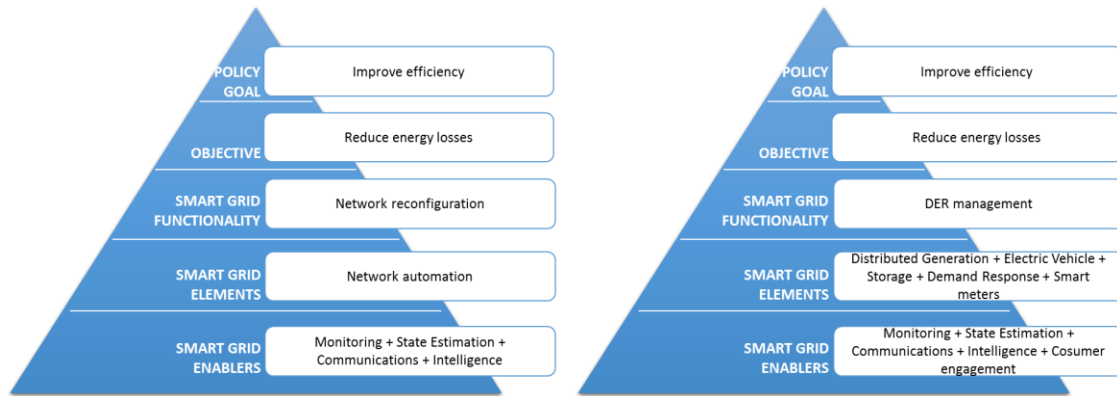 POLICY
GOAL
Improve efficiency
OBJECTIVE
Reduce energy losses
SMART GRID
FUNCTIONALITY
Network reconfiguration
SMART GRID
ELEMENTS
Network automation
SMART GRID
ENABLERS
Monitoring + State Estimation +
Communications + Intelligence
POLICY
GOAL
Improve efficiency
OBJECTIVE
Reduce energy losses
SMART GRID
FUNCTIONALITY
DER management
SMART GRID
ELEMENTS
Distributed Generation + Electric Vehicle +
Storage + Demand Response + Smart
meters
SMART GRID
ENABLERS
Monitoring + State Estimation +
Communications + Intelligence + Cosumer
engagement